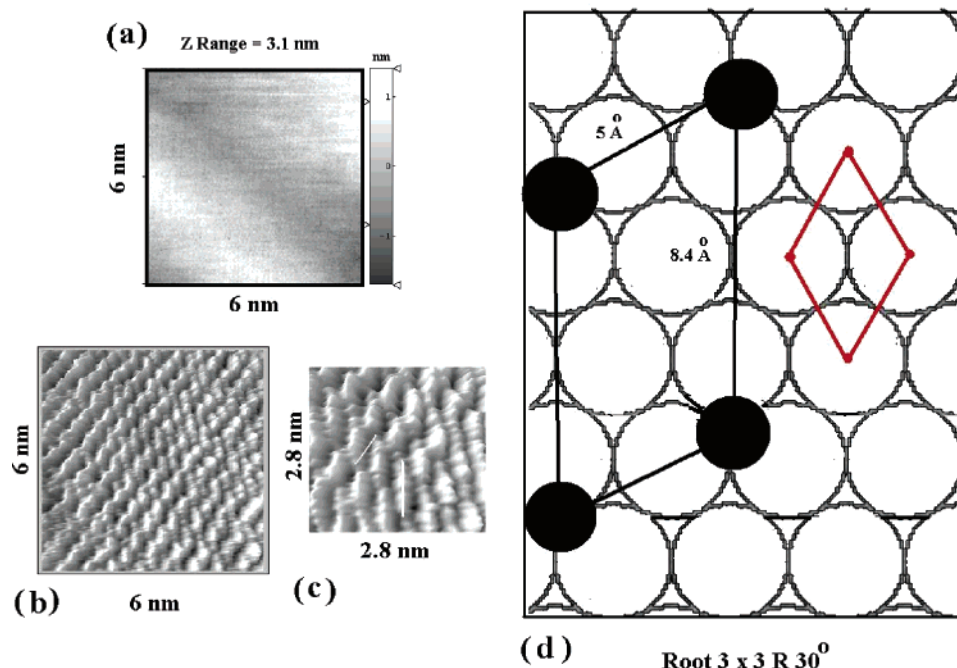 (a)
Z Range = 3.1 nm
nm
1
0
-1
6 nm
6 nm
6 nm
(b)
6 nm
2.8 nm
2.8 nm
(c)
5 Å
8.4 Å
(d)
Root 3 x 3 R 30°